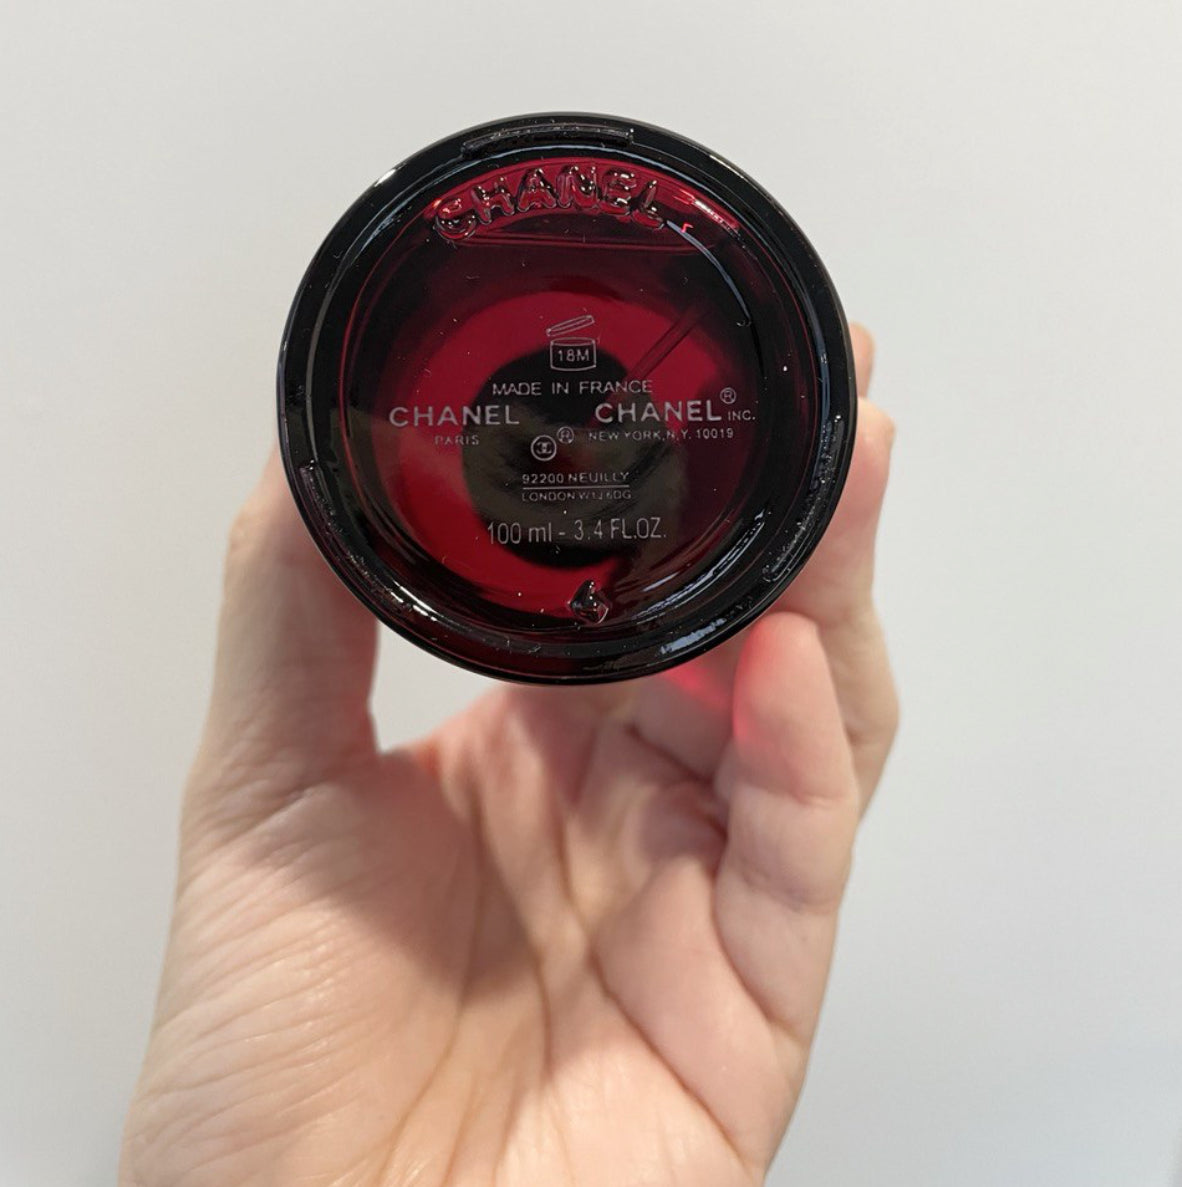 CHANEL
18M
MADE IN FRANCE
CHANEL CHANEL® INC.
PARIS ® NEW YORK, N.Y. 10019
92200 NEUILLY
LONDON W1J 6DG
100 ml - 3.4 FL.OZ.
4